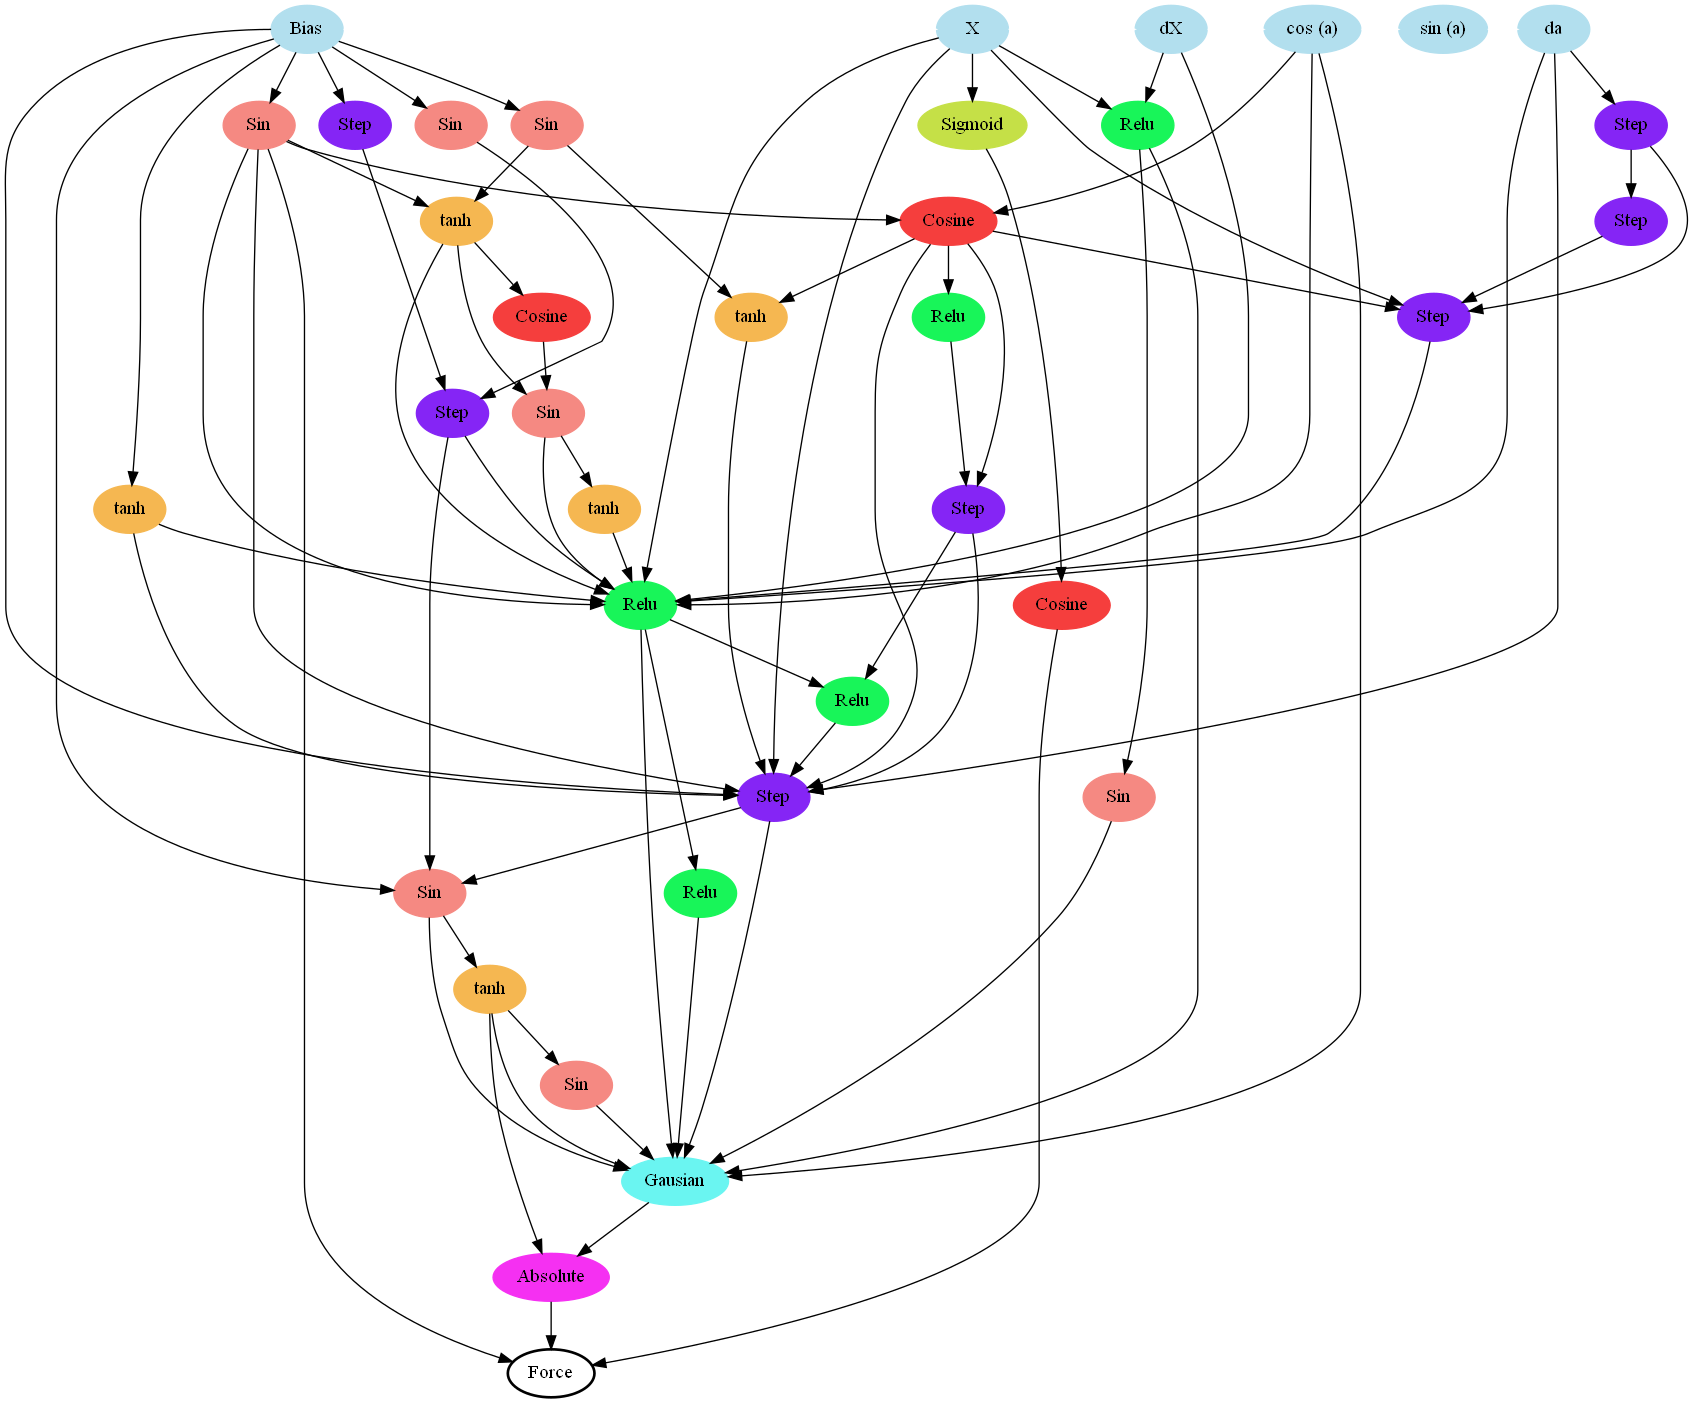 Bias
X
dX
cos (a)
sin (a)
da
Sin
Step
Sin
Sin
Sigmoid
Relu
Step
tanh
Cosine
Step
Cosine
tanh
Relu
Step
Step
Sin
tanh
tanh
Step
Relu
Cosine
Relu
Step
Sin
Sin
Relu
tanh
Sin
Gausian
Absolute
Force